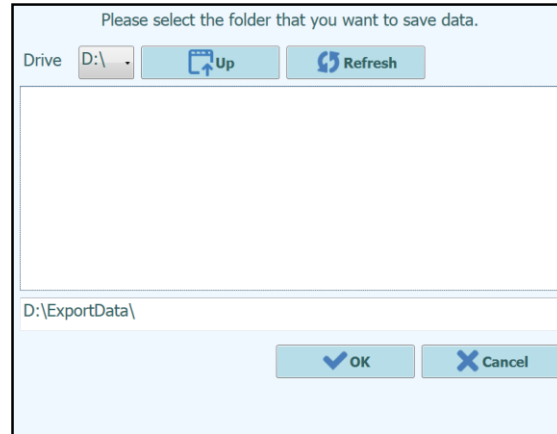 Please select the folder that you want to save data.
Drive D:\ Up Refresh
D:\ExportData\
OK Cancel